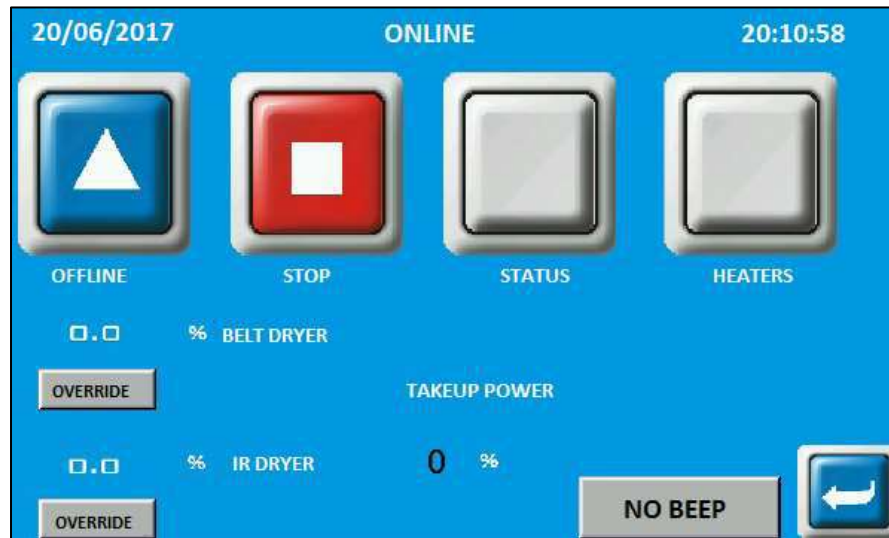 20/06/2017 ONLINE 20:10:58
OFFLINE STOP STATUS HEATERS
0.0 % BELT DRYER
OVERRIDE
TAKEUP POWER
0.0 % IR DRYER 0 %
OVERRIDE
NO BEEP